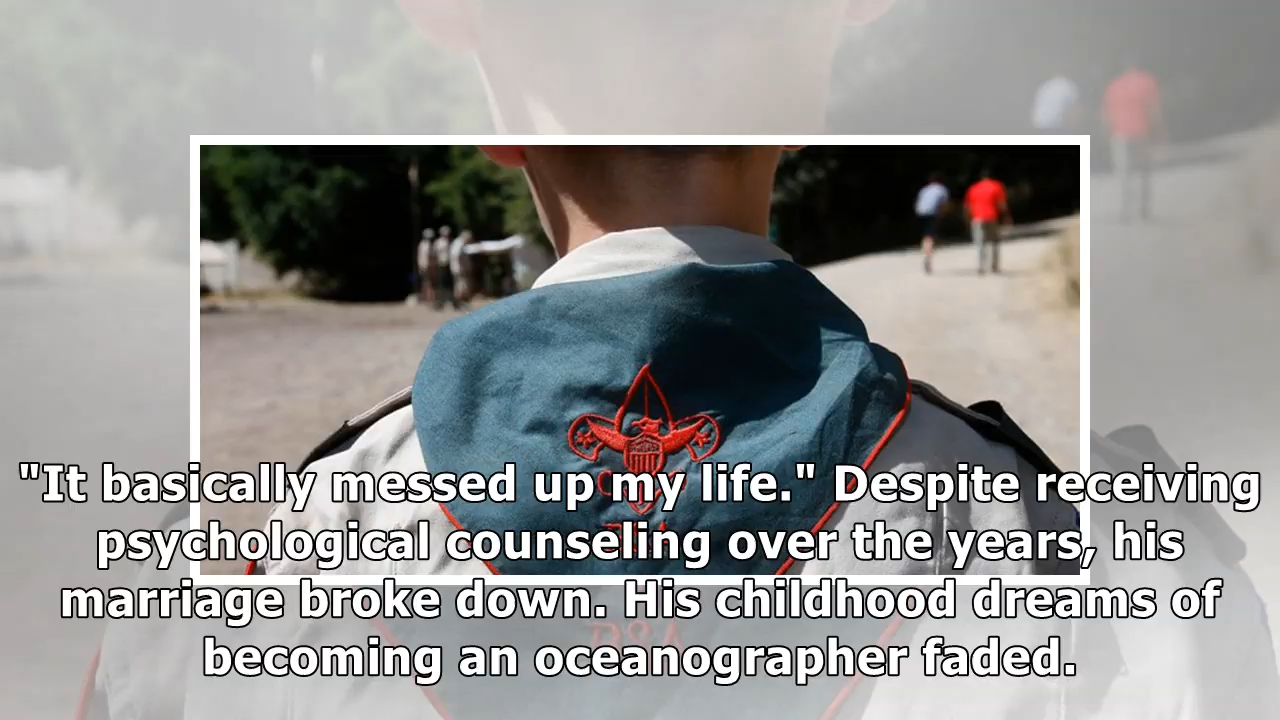 "It basically messed up my life." Despite receiving
psychological counseling over the years, his
marriage broke down. His childhood dreams of
becoming an oceanographer faded.